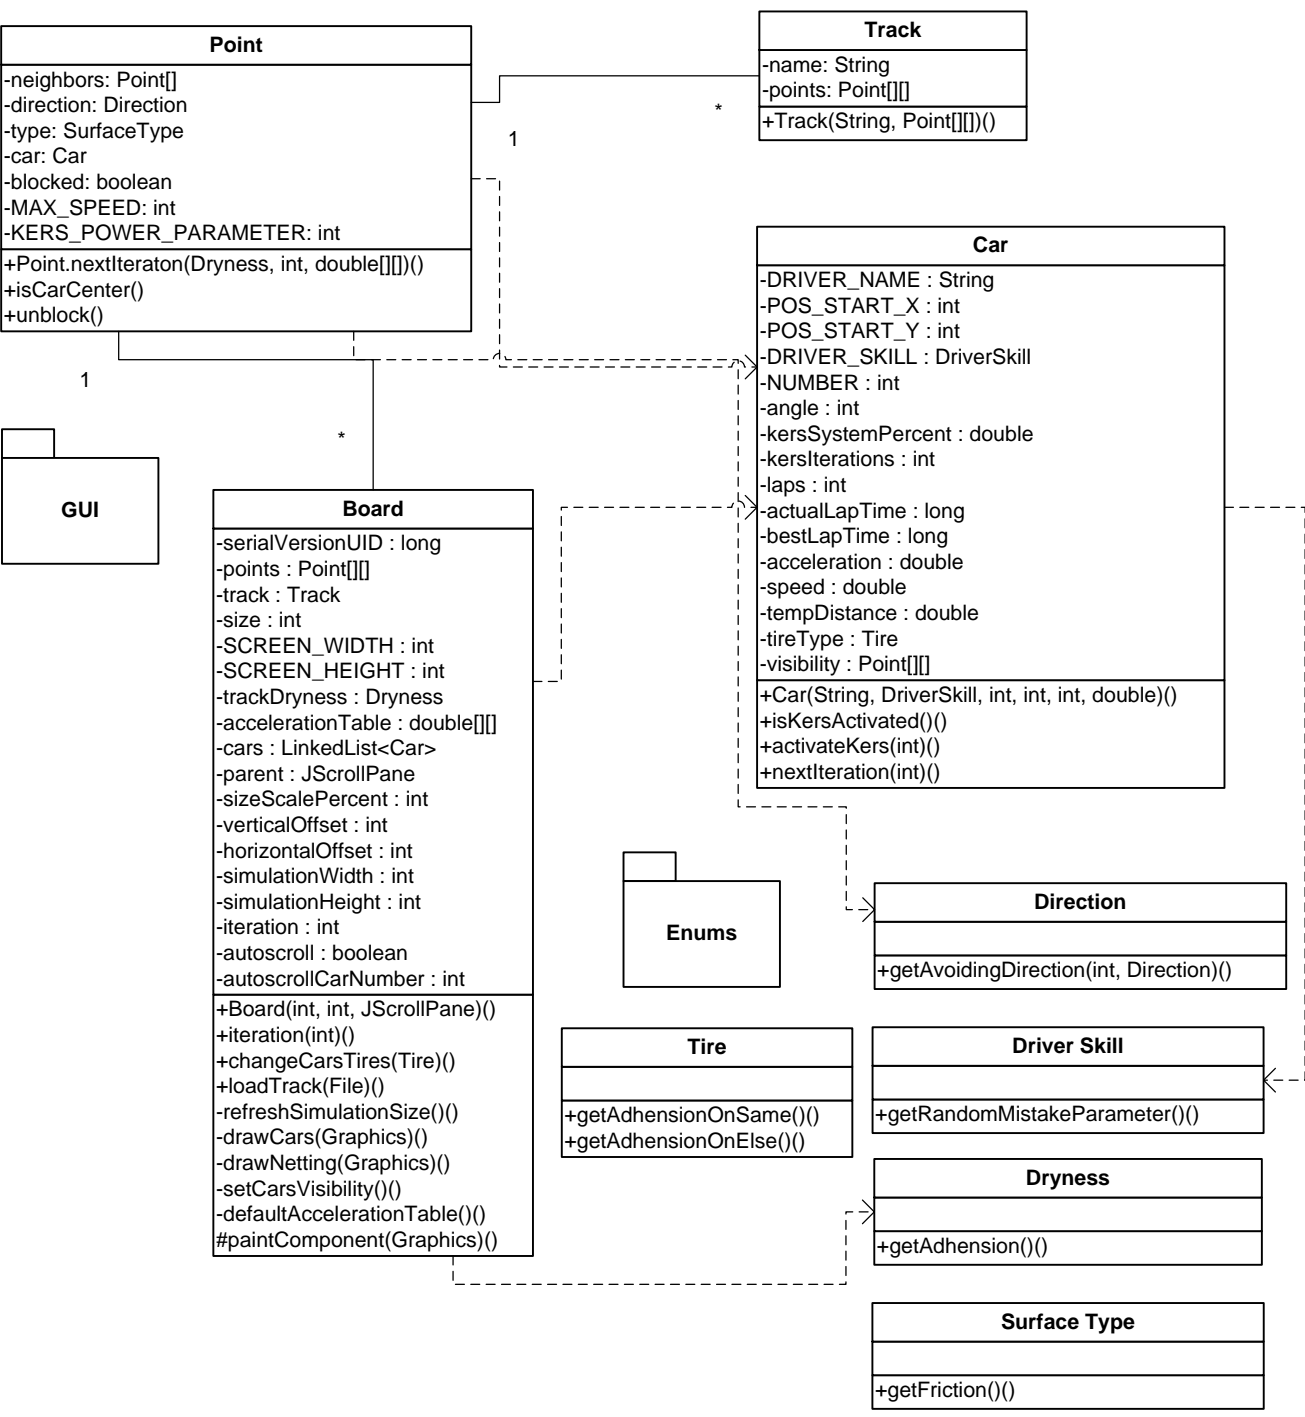 Point
-neighbors: Point[]
-direction: Direction
-type: SurfaceType
-car: Car
-blocked: boolean
-MAX_SPEED: int
-KERS_POWER_PARAMETER: int
+Point.nextIteraton(Dryness, int, double[][])()
+isCarCenter()
+unblock()
Track
-name: String
-points: Point[][]
+Track(String, Point[][])()
*
1
Car
-DRIVER_NAME : String
-POS_START_X : int
-POS_START_Y : int
-DRIVER_SKILL : DriverSkill
-NUMBER : int
-angle : int
-kersSystemPercent : double
-kersIterations : int
-laps : int
-actualLapTime : long
-bestLapTime : long
-acceleration : double
-speed : double
-tempDistance : double
-tireType : Tire
-visibility : Point[][]
+Car(String, DriverSkill, int, int, int, double)()
+isKersActivated()()
+activateKers(int)()
+nextIteration(int)()
1
*
GUI
Board
-serialVersionUID : long
-points : Point[][]
-track : Track
-size : int
-SCREEN_WIDTH : int
-SCREEN_HEIGHT : int
-trackDryness : Dryness
-accelerationTable : double[][]
-cars : LinkedList<Car>
-parent : JScrollPane
-sizeScalePercent : int
-verticalOffset : int
-horizontalOffset : int
-simulationWidth : int
-simulationHeight : int
-iteration : int
-autoscroll : boolean
-autoscrollCarNumber : int
+Board(int, int, JScrollPane)()
+iteration(int)()
+changeCarsTires(Tire)()
+loadTrack(File)()
-refreshSimulationSize()()
-drawCars(Graphics)()
-drawNetting(Graphics)()
-setCarsVisibility()()
-defaultAccelerationTable()()
#paintComponent(Graphics)()
Enums
Direction
+getAvoidingDirection(int, Direction)()
Tire
+getAdhensionOnSame()()
+getAdhensionOnElse()()
Driver Skill
+getRandomMistakeParameter()()
Dryness
+getAdhension()()
Surface Type
+getFriction()()